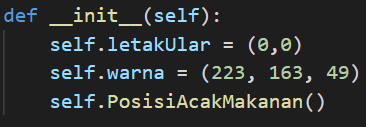 def __init__(self):
    self.letakUlar = (0,0)
    self.warna = (223, 163, 49)
    self.PosisiAcakMakanan()